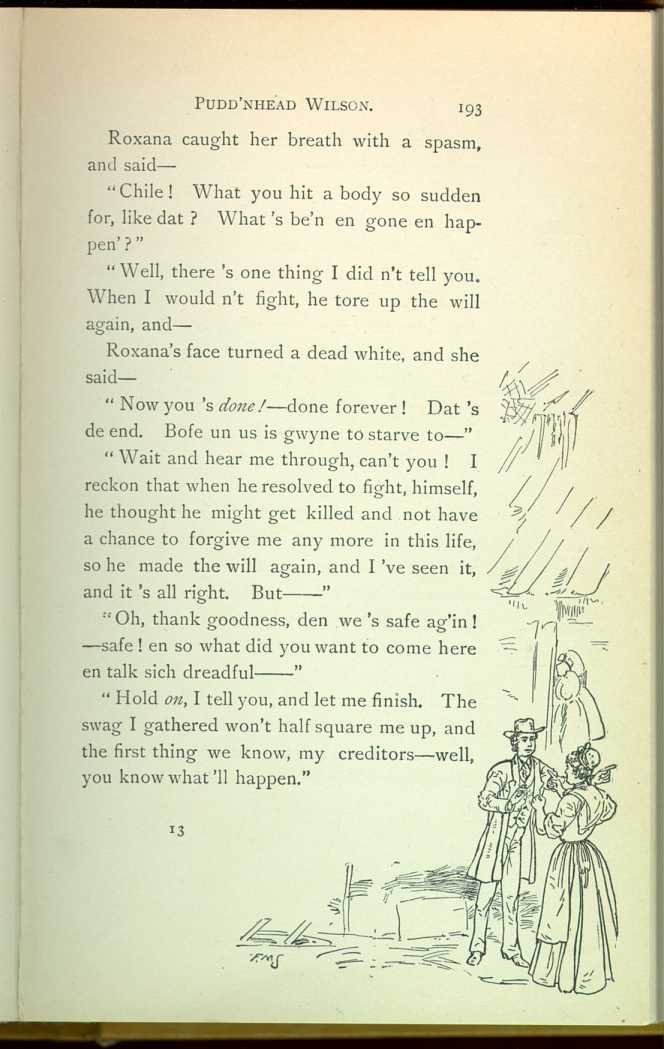 PUDD'NHEAD WILSON. 193
Roxana caught her breath with a spasm,
and said—
"Chile! What you hit a body so sudden
for, like dat? What 's be'n en gone en hap-
pen'?"
"Well, there 's one thing I did n't tell you.
When I would n't fight, he tore up the will
again, and—
Roxana's face turned a dead white, and she
said—
"Now you 's done!—done forever! Dat 's
de end. Bofe un us is gwyne to starve to—"
"Wait and hear me through, can't you! I
reckon that when he resolved to fight, himself,
he thought he might get killed and not have
a chance to forgive me any more in this life,
so he made the will again, and I 've seen it,
and it 's all right. But——"
"Oh, thank goodness, den we 's safe ag'in!
—safe! en so what did you want to come here
en talk sich dreadful——"
"Hold on, I tell you, and let me finish. The
swag I gathered won't half square me up, and
the first thing we know, my creditors—well,
you know what 'll happen."
13
F.M.S